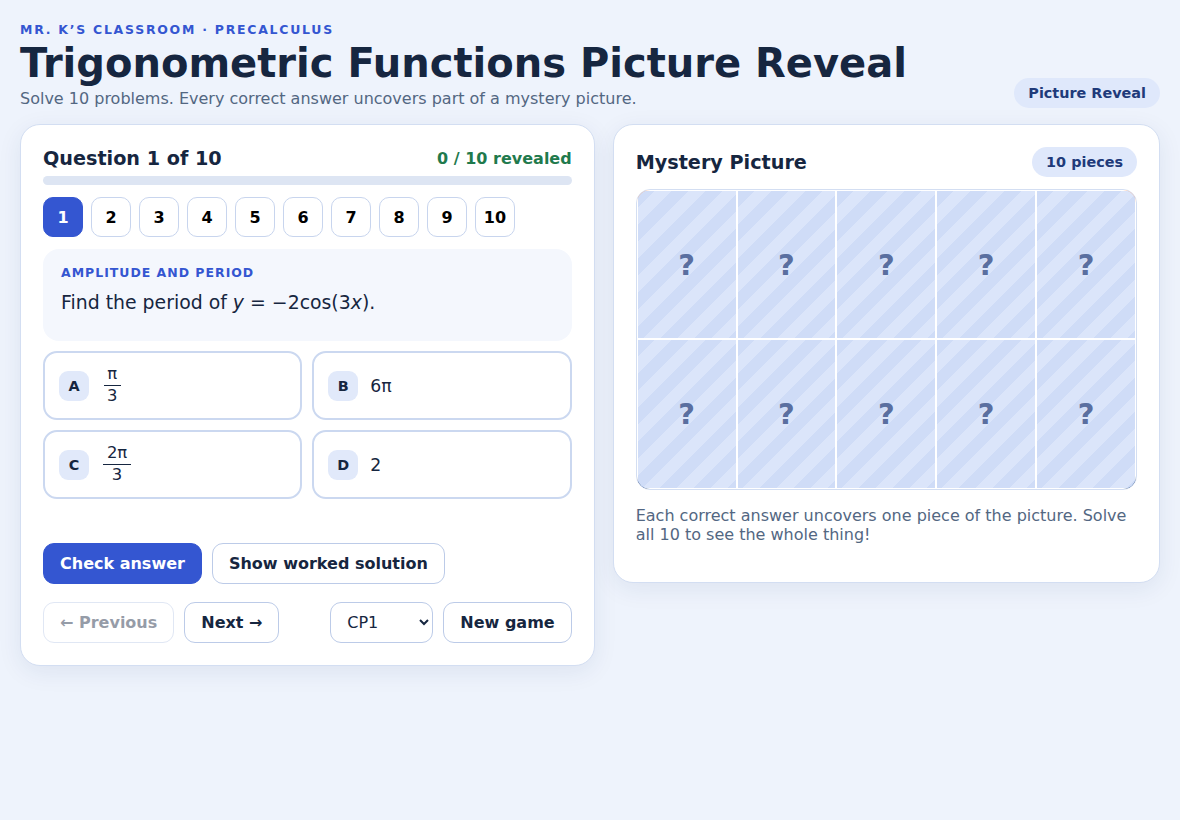 MR. K’S CLASSROOM · PRECALCULUS
Trigonometric Functions Picture Reveal
Solve 10 problems. Every correct answer uncovers part of a mystery picture.
Picture Reveal
Question 1 of 10
0 / 10 revealed
1 2 3 4 5 6 7 8 9 10
AMPLITUDE AND PERIOD
Find the period of y = −2cos(3x).
A π/3
B 6π
C 2π/3
D 2
Check answer
Show worked solution
← Previous
Next →
CP1
New game
Mystery Picture
10 pieces
? ? ? ? ?
? ? ? ? ?
Each correct answer uncovers one piece of the picture. Solve
all 10 to see the whole thing!